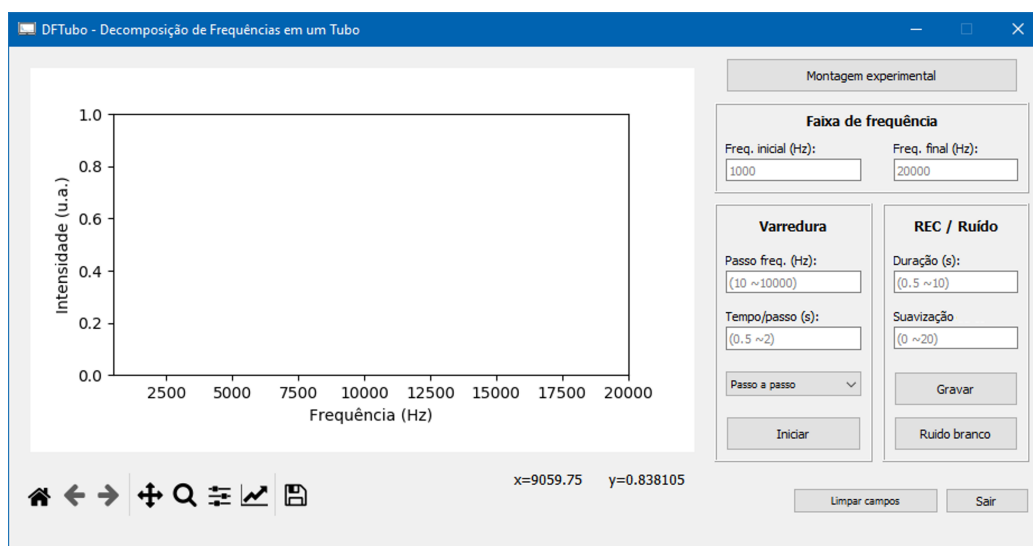 DFTubo - Decomposição de Frequências em um Tubo
1.0
0.8
0.6
0.4
0.2
0.0
Intensidade (u.a.)
2500 5000 7500 10000 12500 15000 17500 20000
Frequência (Hz)
x=9059.75 y=0.838105
Montagem experimental
Faixa de frequência
Freq. inicial (Hz): Freq. final (Hz):
1000 20000
Varredura
Passo freq. (Hz):
(10 ~10000)
Tempo/passo (s):
(0.5 ~2)
Passo a passo
Iniciar
REC / Ruído
Duração (s):
(0.5 ~10)
Suavização
(0 ~20)
Gravar
Ruido branco
Limpar campos Sair